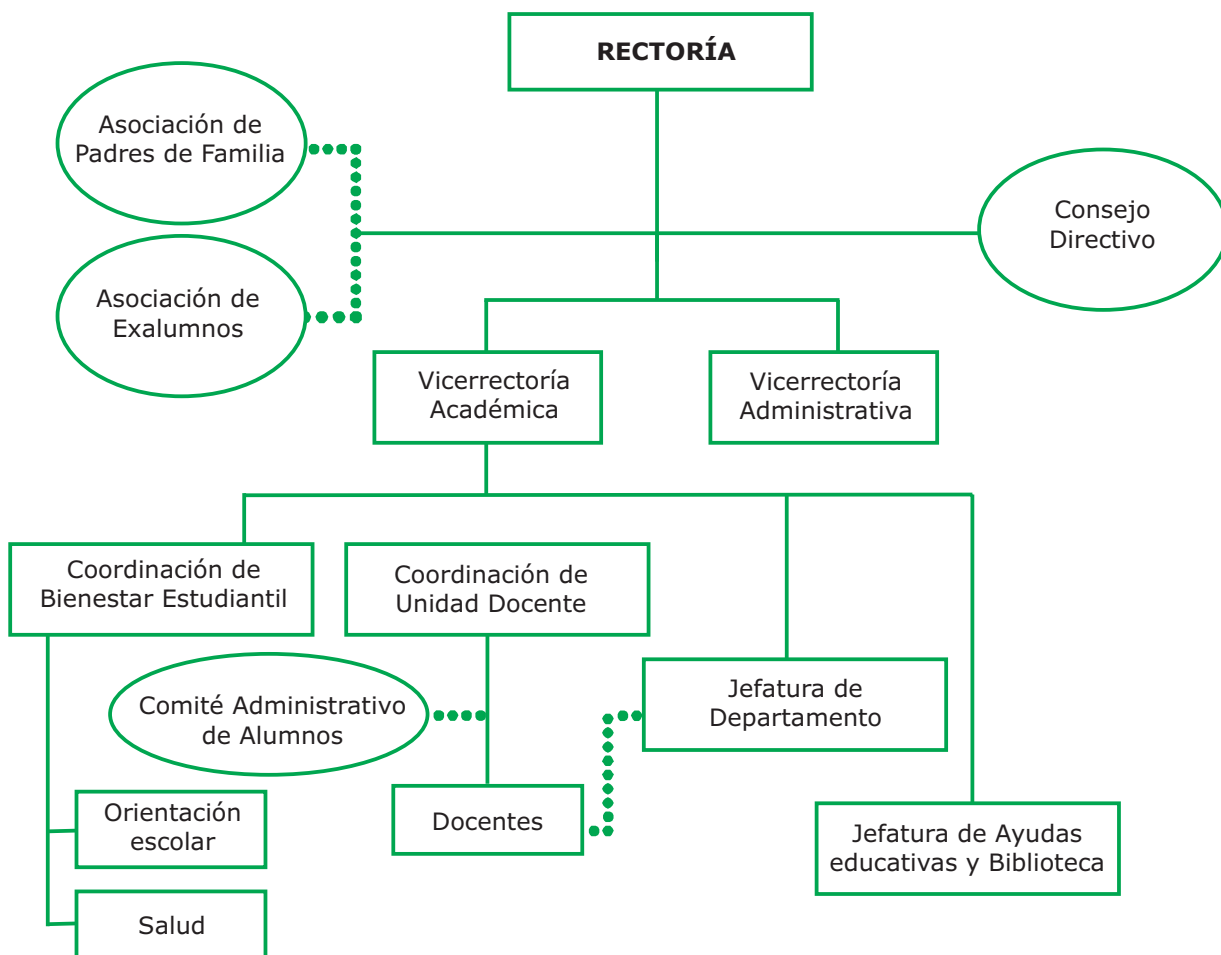 RECTORÍA
Asociación de
Padres de Familia
Consejo
Directivo
Asociación de
Exalumnos
Vicerrectoría
Académica
Vicerrectoría
Administrativa
Coordinación de
Bienestar Estudiantil
Coordinación de
Unidad Docente
Comité Administrativo
de Alumnos
Jefatura de
Departamento
Orientación
escolar
Docentes
Jefatura de Ayudas
educativas y Biblioteca
Salud